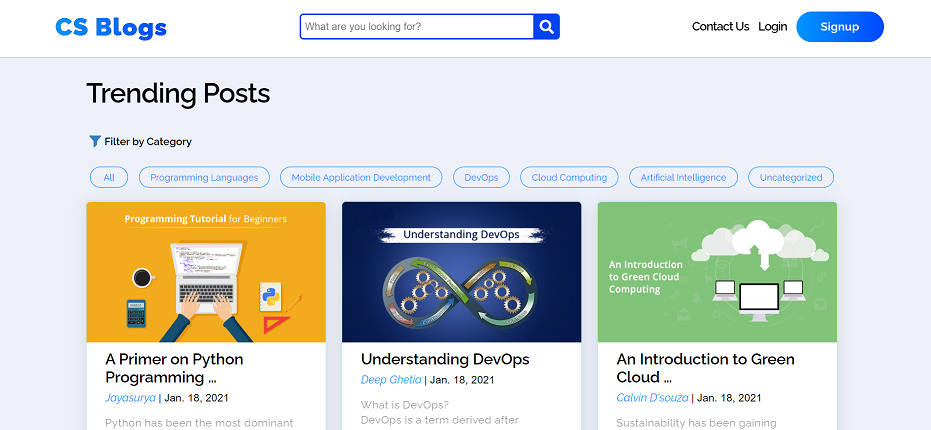 CS Blogs
What are you looking for?
Contact Us
Login
Signup
Trending Posts
Filter by Category
All
Programming Languages
Mobile Application Development
DevOps
Cloud Computing
Artificial Intelligence
Uncategorized
Programming Tutorial for Beginners
A Primer on Python
Programming ...
Jayasurya | Jan. 18, 2021
Python has been the most dominant
Understanding DevOps
Understanding DevOps
Deep Ghetia | Jan. 18, 2021
What is DevOps?
DevOps is a term derived after
An Introduction
to Green Cloud
Computing
An Introduction to Green
Cloud ...
Calvin D'souza | Jan. 18, 2021
Sustainability has been gaining